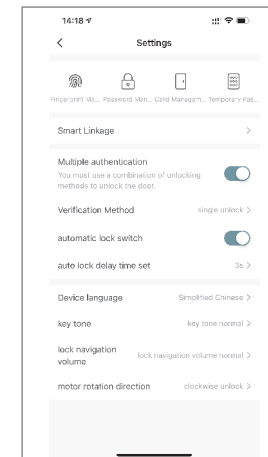 14:18
Settings
Fingerprint Ma... Password Man... Card Managem... Temporary Pas...
Smart Linkage
Multiple authentication
You must use a combination of unlocking
methods to unlock the door.
Verification Method single unlock
automatic lock switch
auto lock delay time set 3s
Device language Simplified Chinese
key tone key tone normal
lock navigation
volume lock navigation volume normal
motor rotation direction clockwise unlock